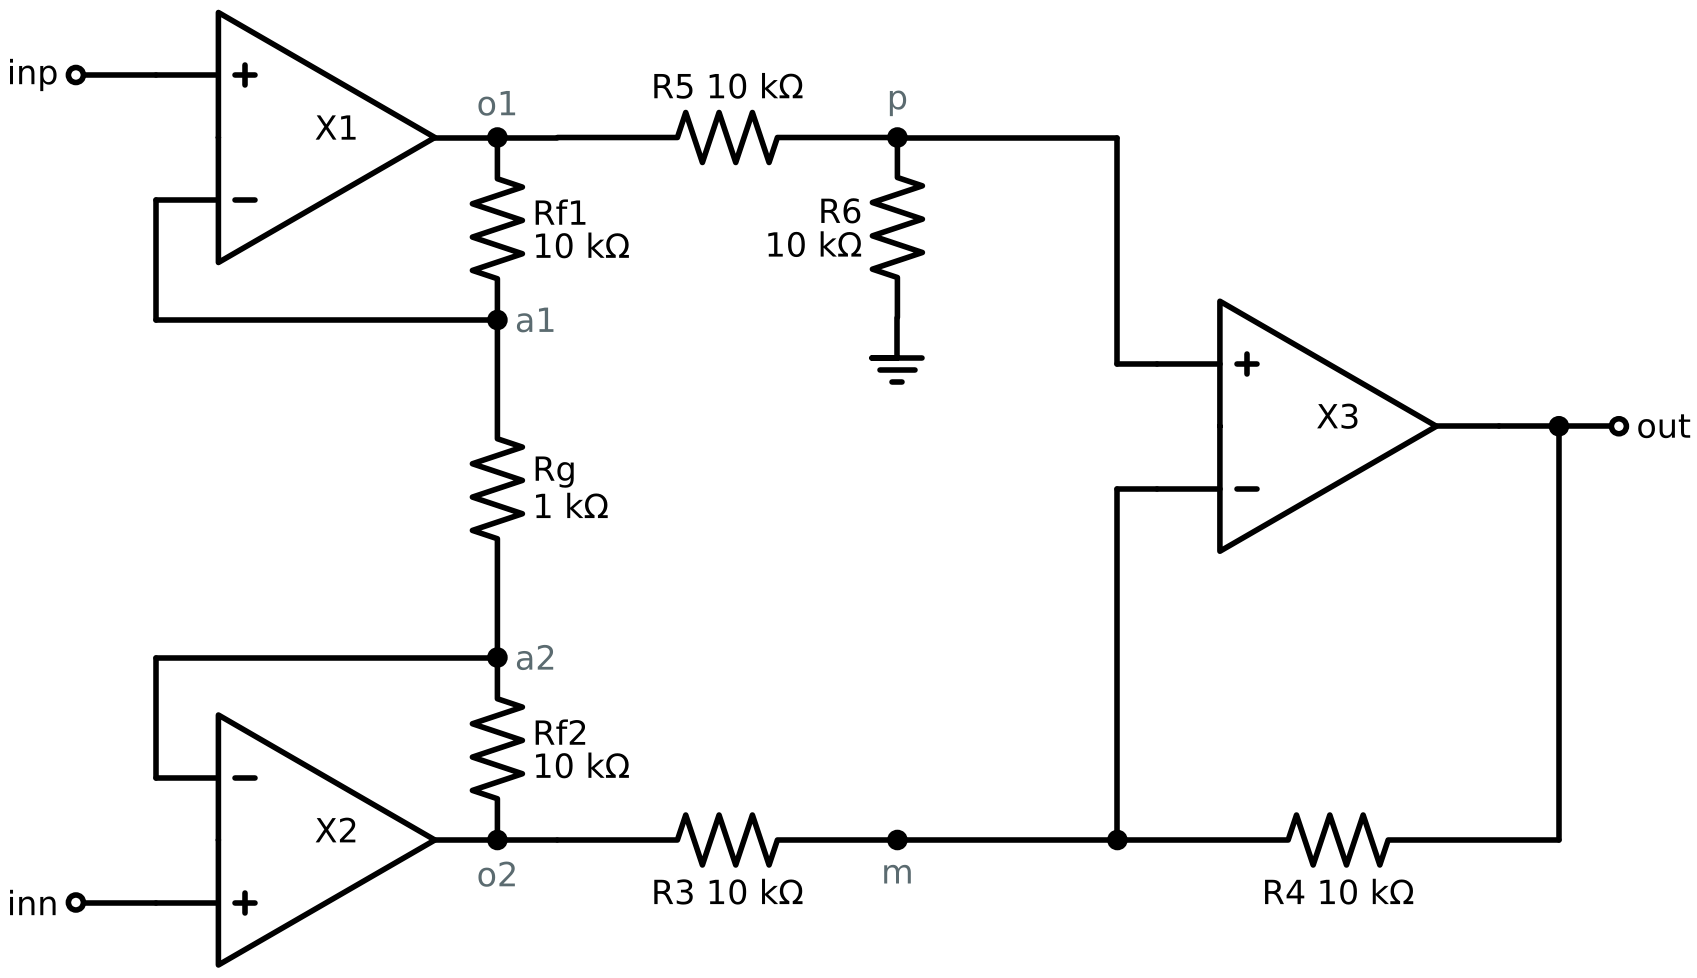 inp
+
X1
−
o1
R5 10 kΩ
p
Rf1
10 kΩ
R6
10 kΩ
a1
+
X3
−
out
Rg
1 kΩ
a2
Rf2
10 kΩ
−
X2
+
inn
o2
R3 10 kΩ
m
R4 10 kΩ